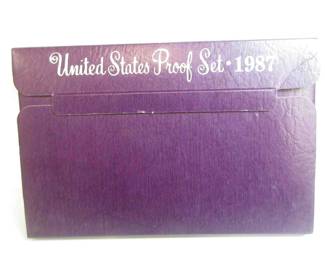 United States Proof Set • 1987